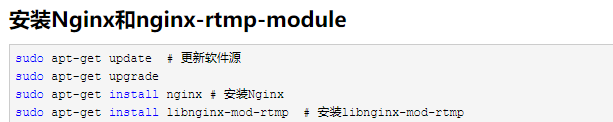 安装Nginx和nginx-rtmp-module
sudo apt-get update  # 更新软件源
sudo apt-get upgrade
sudo apt-get install nginx # 安装Nginx
sudo apt-get install libnginx-mod-rtmp  # 安装libnginx-mod-rtmp